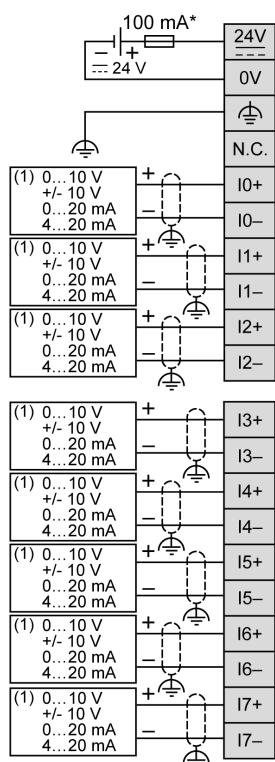 100 mA*
24V
24 V
0V
N.C.
(1) 0...10 V
+/- 10 V
0...20 mA
4...20 mA
+
–
I0+
I0–
(1) 0...10 V
+/- 10 V
0...20 mA
4...20 mA
+
–
I1+
I1–
(1) 0...10 V
+/- 10 V
0...20 mA
4...20 mA
+
–
I2+
I2–
(1) 0...10 V
+/- 10 V
0...20 mA
4...20 mA
+
–
I3+
I3–
(1) 0...10 V
+/- 10 V
0...20 mA
4...20 mA
+
–
I4+
I4–
(1) 0...10 V
+/- 10 V
0...20 mA
4...20 mA
+
–
I5+
I5–
(1) 0...10 V
+/- 10 V
0...20 mA
4...20 mA
+
–
I6+
I6–
(1) 0...10 V
+/- 10 V
0...20 mA
4...20 mA
+
–
I7+
I7–